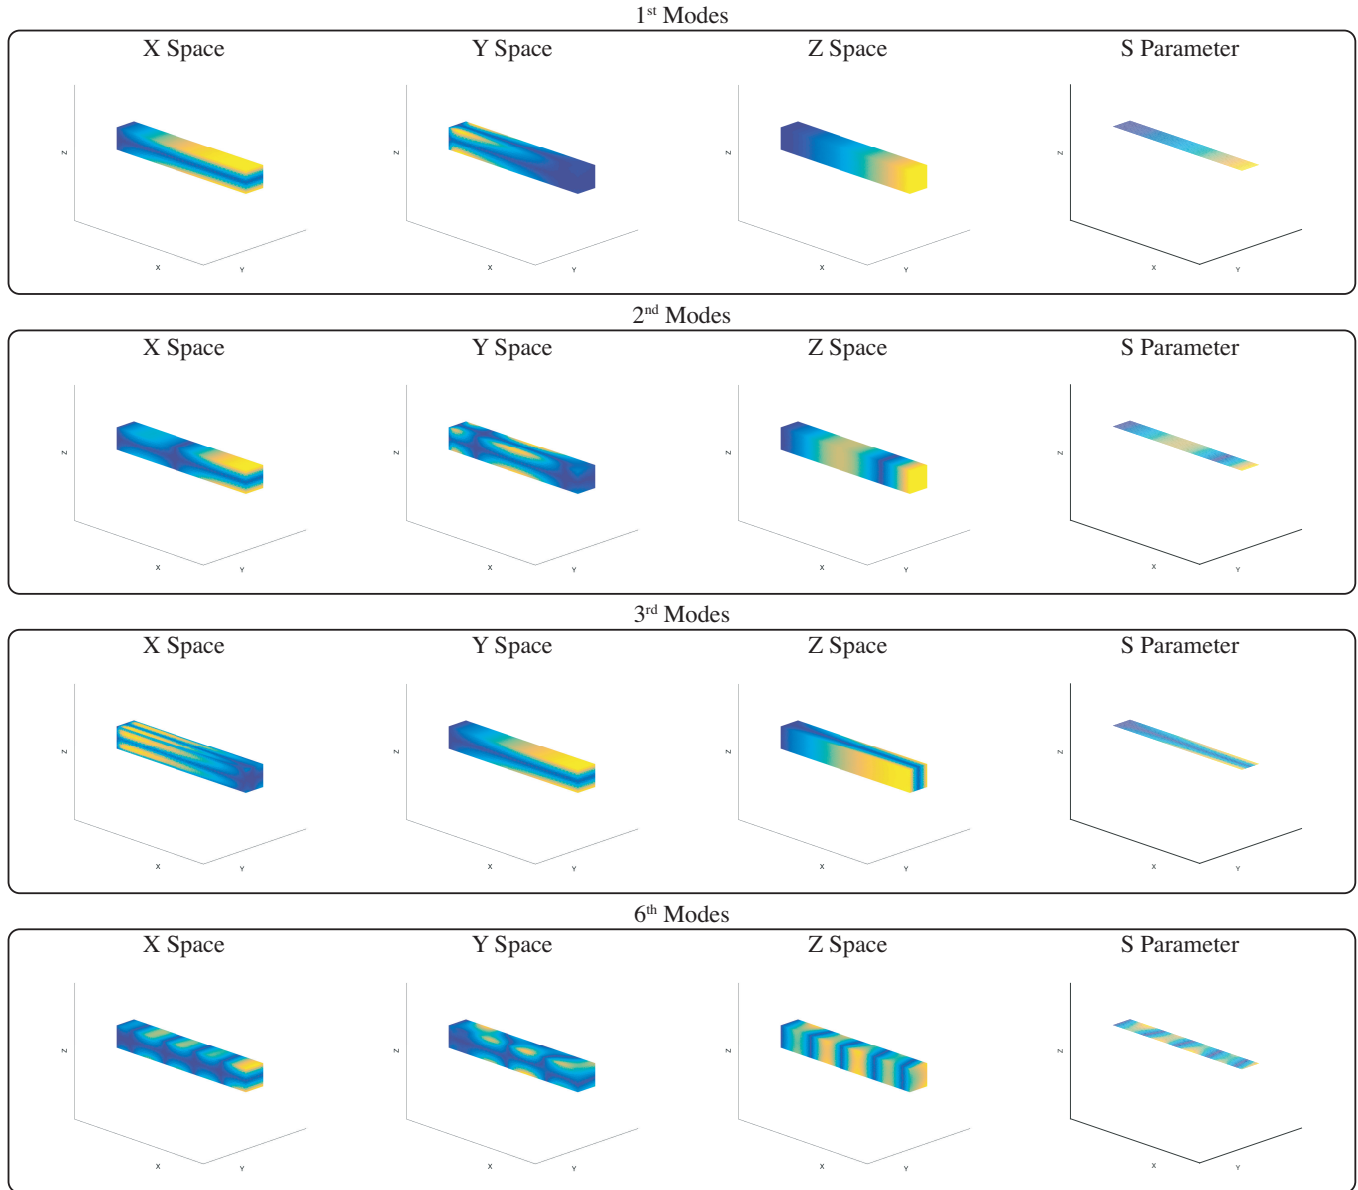 1st Modes
X Space Y Space Z Space S Parameter
Z Z Z Z
X Y X Y X Y X Y
2nd Modes
X Space Y Space Z Space S Parameter
Z Z Z Z
X Y X Y X Y X Y
3rd Modes
X Space Y Space Z Space S Parameter
Z Z Z Z
X Y X Y X Y X Y
6th Modes
X Space Y Space Z Space S Parameter
Z Z Z Z
X Y X Y X Y X Y